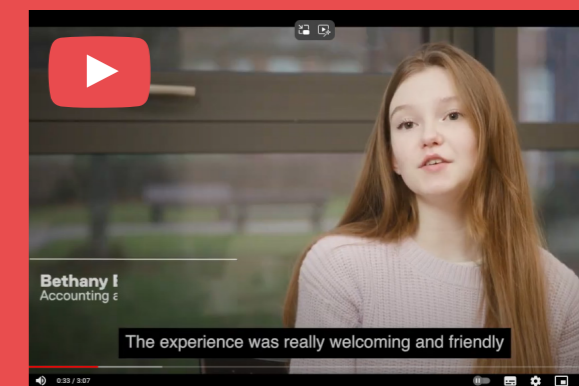 Bethany
Accounting
The experience was really welcoming and friendly
0:33 / 3:07